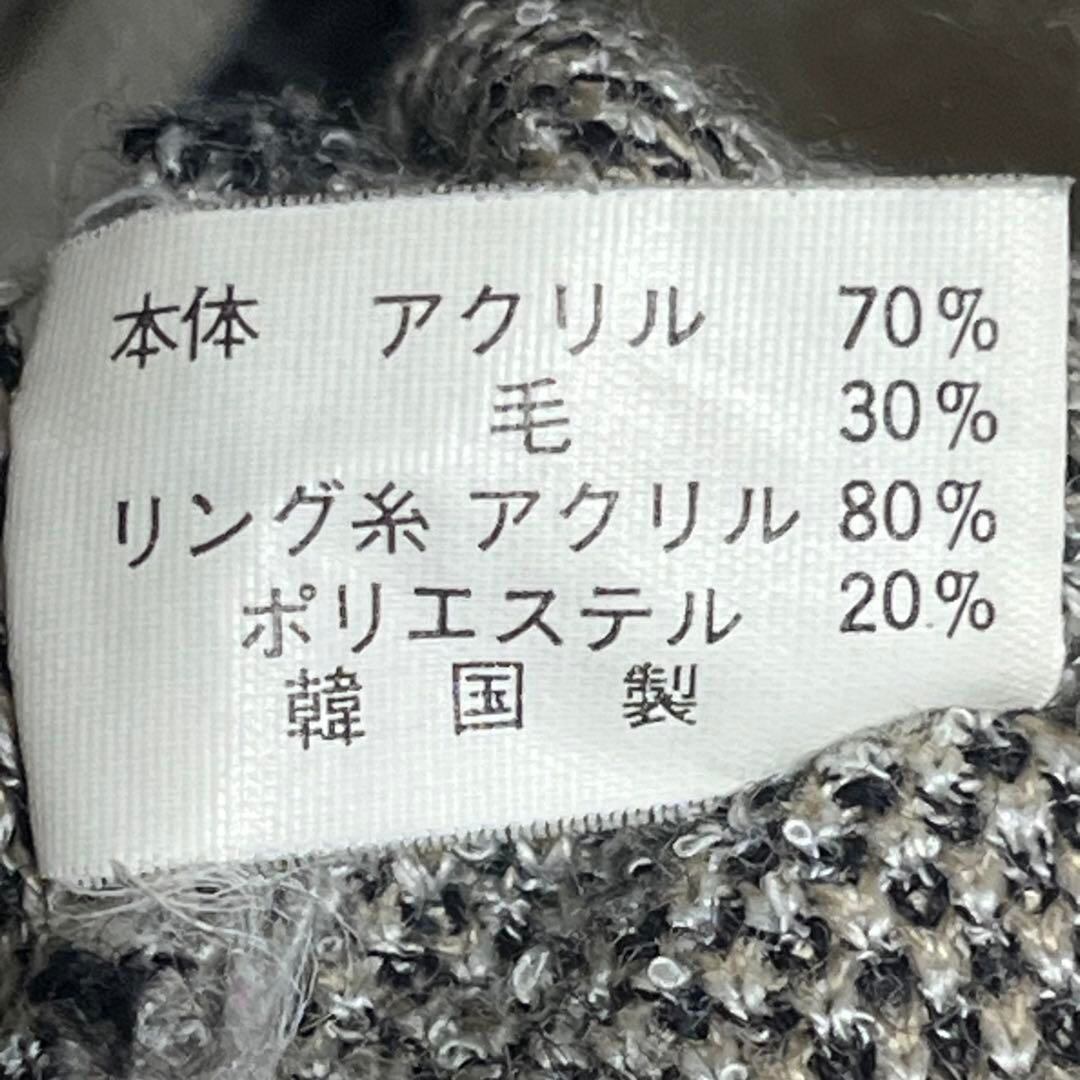 本体 アクリル 70%
毛 30%
リング糸 アクリル 80%
ポリエステル 20%
韓国製